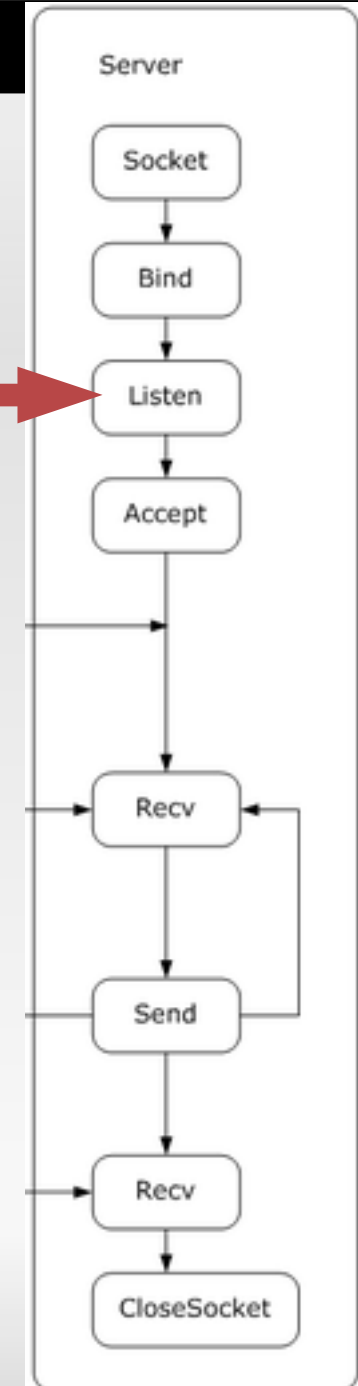 Server
Socket
Bind
Listen
Accept
Recv
Send
Recv
CloseSocket